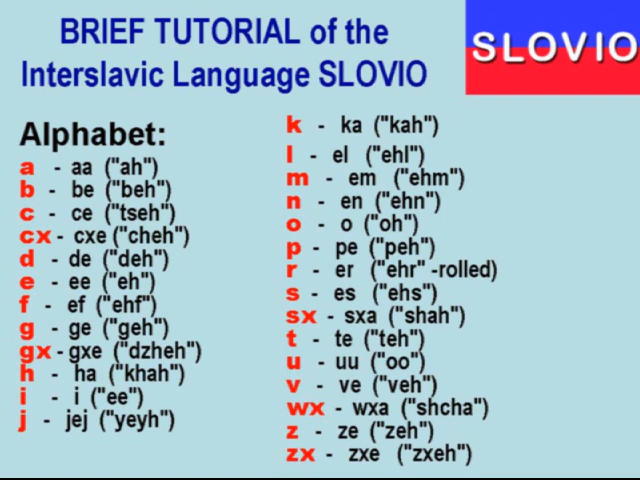 BRIEF TUTORIAL of the
Interslavic Language SLOVIO
SLOVIO
Alphabet:
a - aa ("ah")
b - be ("beh")
c - ce ("tseh")
cx - cxe ("cheh")
d - de ("deh")
e - ee ("eh")
f - ef ("ehf")
g - ge ("geh")
gx - gxe ("dzheh")
h - ha ("khah")
i - i ("ee")
j - jej ("yeyh")
k - ka ("kah")
l - el ("ehl")
m - em ("ehm")
n - en ("ehn")
o - o ("oh")
p - pe ("peh")
r - er ("ehr" -rolled)
s - es ("ehs")
sx - sxa ("shah")
t - te ("teh")
u - uu ("oo")
v - ve ("veh")
wx - wxa ("shcha")
z - ze ("zeh")
zx - zxe ("zxeh")